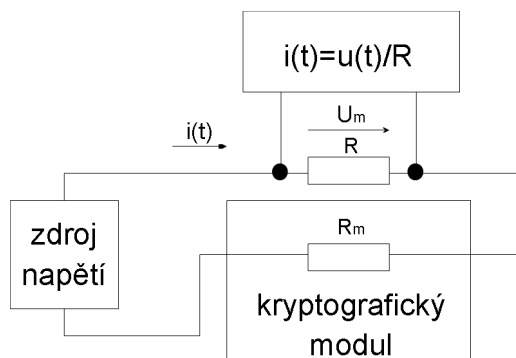 i(t)=u(t)/R
Um
i(t)
R
zdroj
napětí
Rm
kryptografický
modul